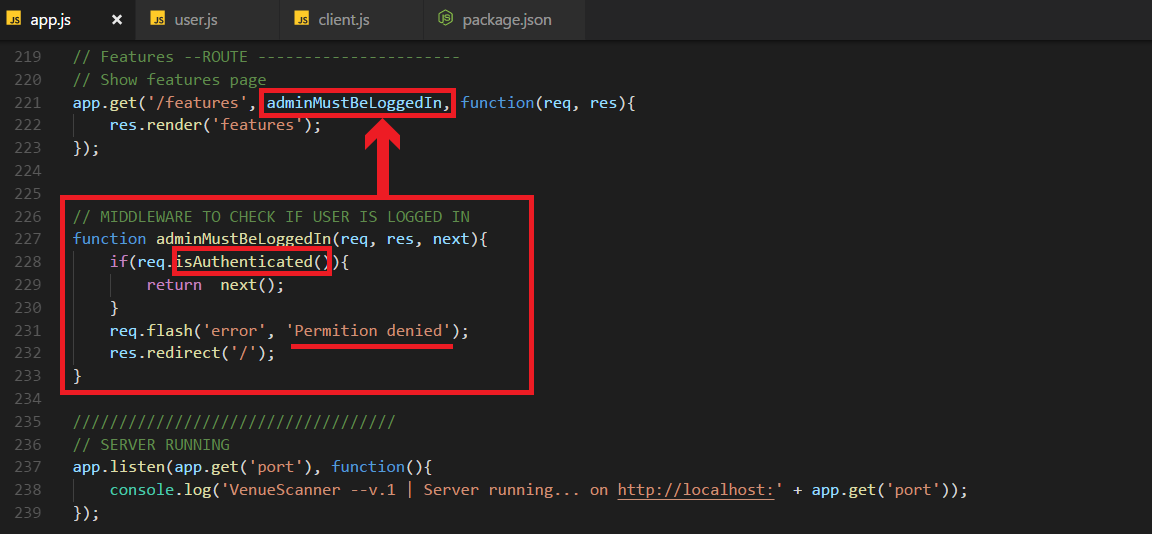 JS app.js × JS user.js JS client.js JS package.json
219 // Features --ROUTE ----------------------
220 // Show features page
221 app.get('/features', adminMustBeLoggedIn, function(req, res){
222 res.render('features');
223 });
224
225
226 // MIDDLEWARE TO CHECK IF USER IS LOGGED IN
227 function adminMustBeLoggedIn(req, res, next){
228 if(req.isAuthenticated()){
229 return  next();
230 }
231 req.flash('error', 'Permition denied');
232 res.redirect('/');
233 }
234
235 ///////////////////////////////////
236 // SERVER RUNNING
237 app.listen(app.get('port'), function(){
238 console.log('VenueScanner --v.1 | Server running... on http://localhost:' + app.get('port'));
239 });